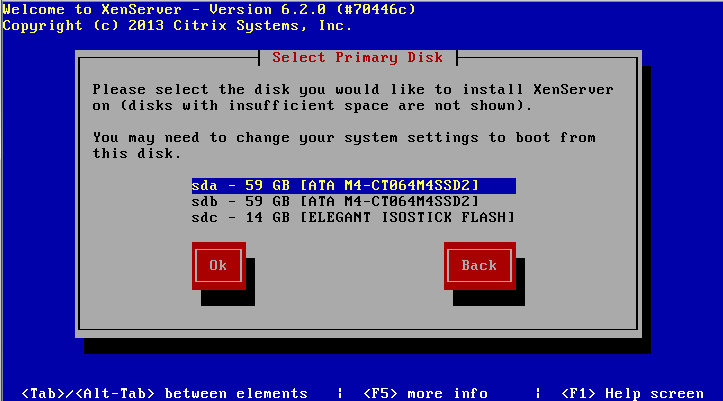 Welcome to XenServer - Version 6.2.0 (#70446c)
Copyright (c) 2013 Citrix Systems, Inc.
Select Primary Disk
Please select the disk you would like to install XenServer
on (disks with insufficient space are not shown).
You may need to change your system settings to boot from
this disk.
sda - 59 GB [ATA M4-CT064M4SSD2]
sdb - 59 GB [ATA M4-CT064M4SSD2]
sdc - 14 GB [ELEGANT ISOSTICK FLASH]
Ok Back
<Tab>/<Alt-Tab> between elements | <F5> more info | <F1> Help screen